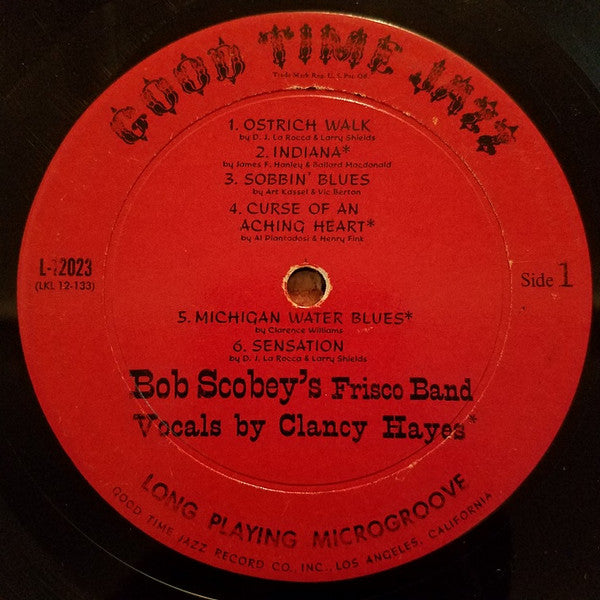 GOOD TIME JAZZ
Trade Mark Reg. U. S. Pat. Off.
1. OSTRICH WALK
by D. J. La Rocca & Larry Shields
2. INDIANA*
by James F. Hanley & Ballard Macdonald
3. SOBBIN' BLUES
by Art Kassel & Vic Berton
4. CURSE OF AN
ACHING HEART*
by Al Piantadosi & Henry Fink
L-12023
(LKL 12-133)
Side 1
5. MICHIGAN WATER BLUES*
by Clarence Williams
6. SENSATION
by D. J. La Rocca & Larry Shields
Bob Scobey's Frisco Band
Vocals by Clancy Hayes*
LONG PLAYING MICROGROOVE
GOOD TIME JAZZ RECORD CO., INC., LOS ANGELES, CALIFORNIA